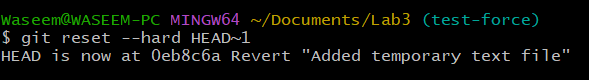 Waseem@WASEEM-PC MINGW64 ~/Documents/Lab3 (test-force)
$ git reset --hard HEAD~1
HEAD is now at 0eb8c6a Revert "Added temporary text file"